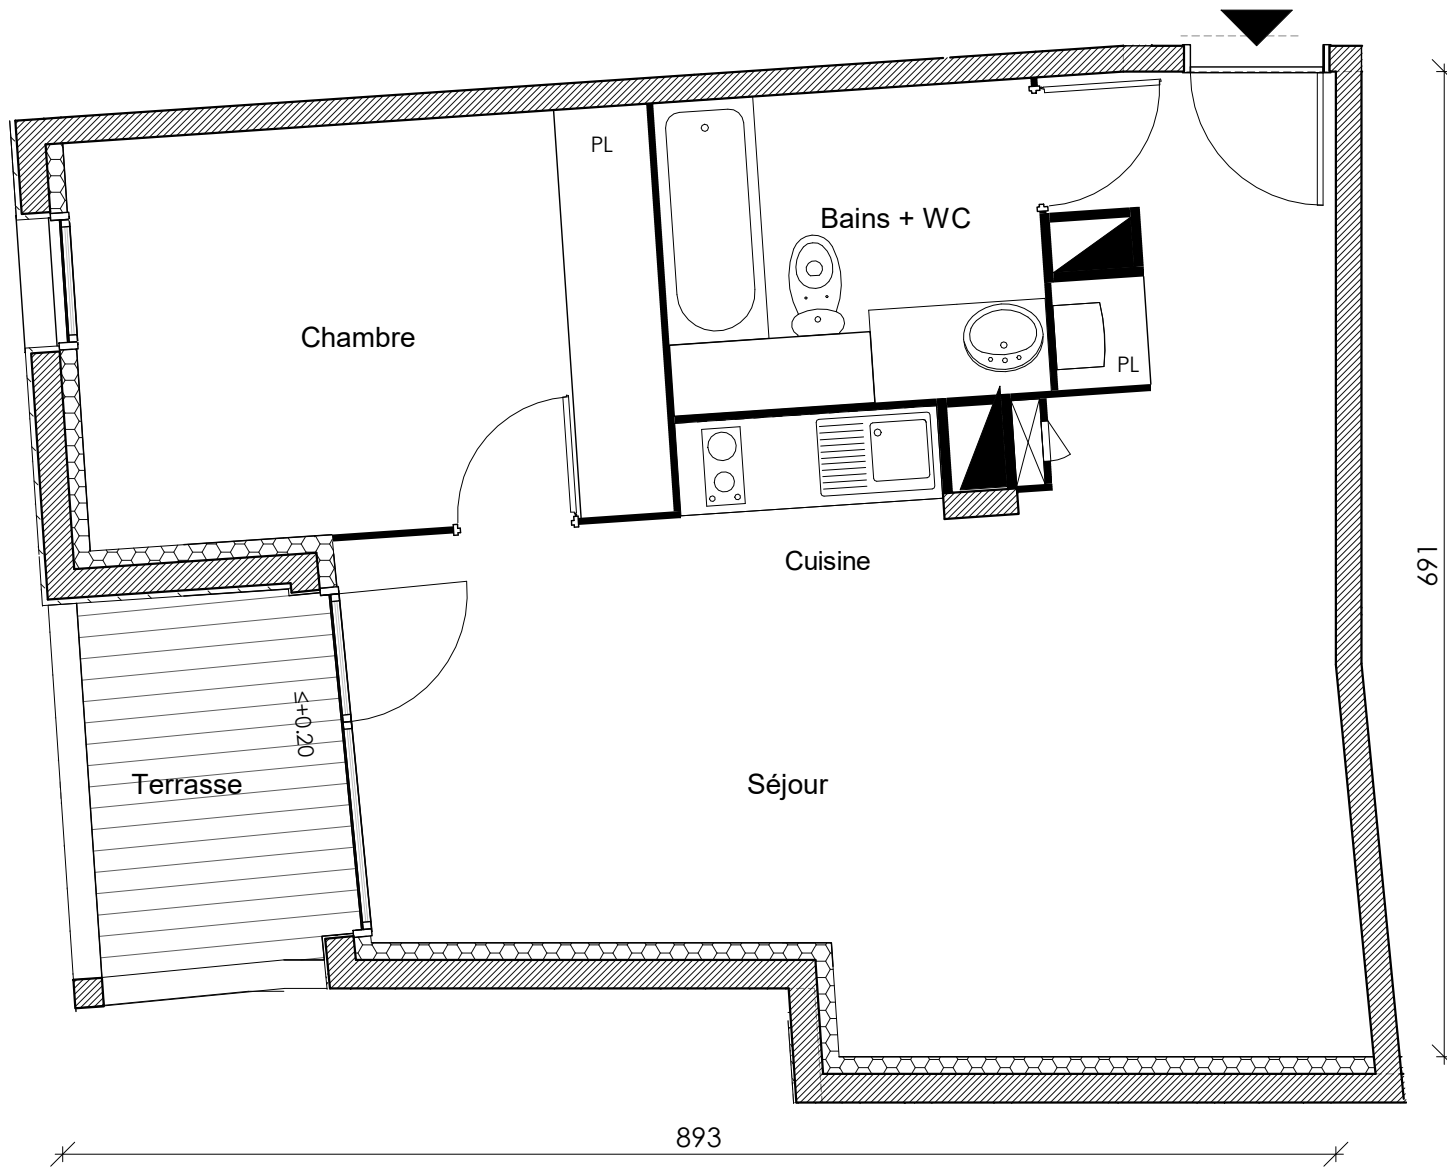 PL
Bains + WC
Chambre
PL
Cuisine
691
≤+0.20
Terrasse
Séjour
893